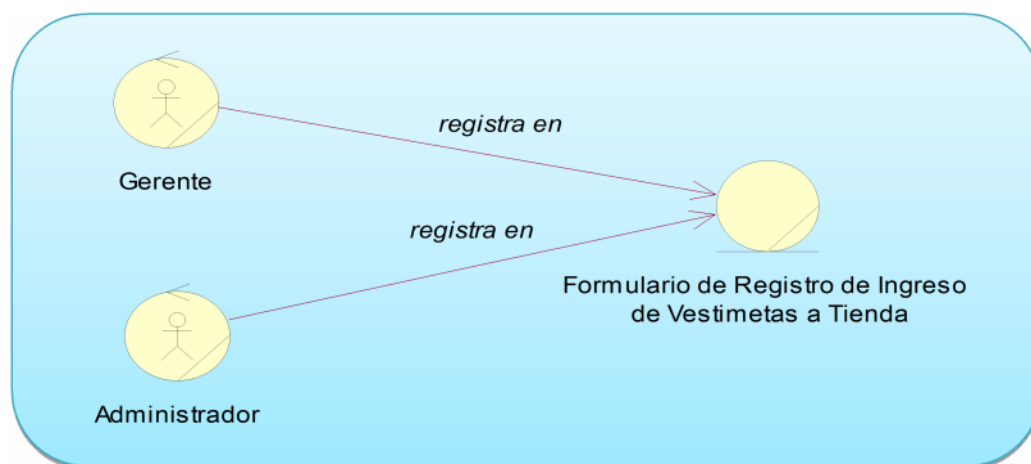 registra en
Gerente
registra en
Formulario de Registro de Ingreso
de Vestimetas a Tienda
Administrador